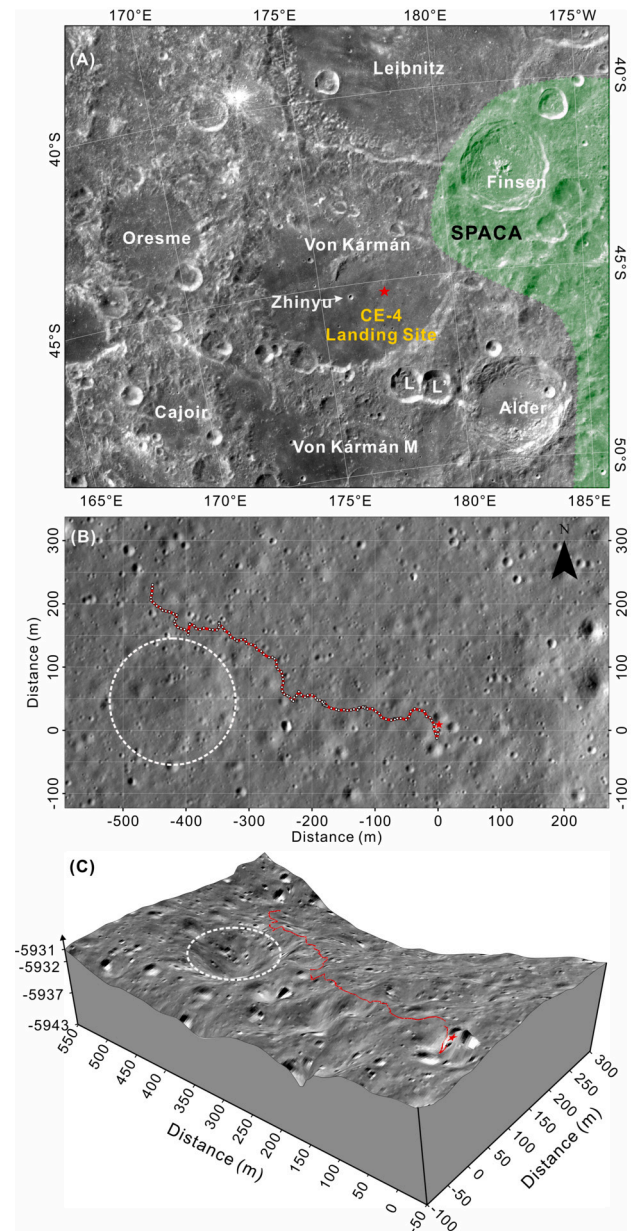 175°E 180°E 175°W
(A)
Leibnitz
40°S
40°S
Finsen
Oresme
Von Kármán
SPACA
45°S
Zhinyu
CE-4
Landing Site
45°S
L L'
Cajoir
Alder
Von Kármán M
50°S
165°E 170°E 175°E 180°E 185°E
(B)
N
300
200
100
0
-100
Distance (m)
300
200
100
0
-100
-500 -400 -300 -200 -100 0 100 200
Distance (m)
(C)
-5931
-5932
-5937
-5943
550
500
450
400
350
300
250
200
150
100
50
0
-50
Distance (m)
-100
-50
0
50
100
150
200
250
300
Distance (m)